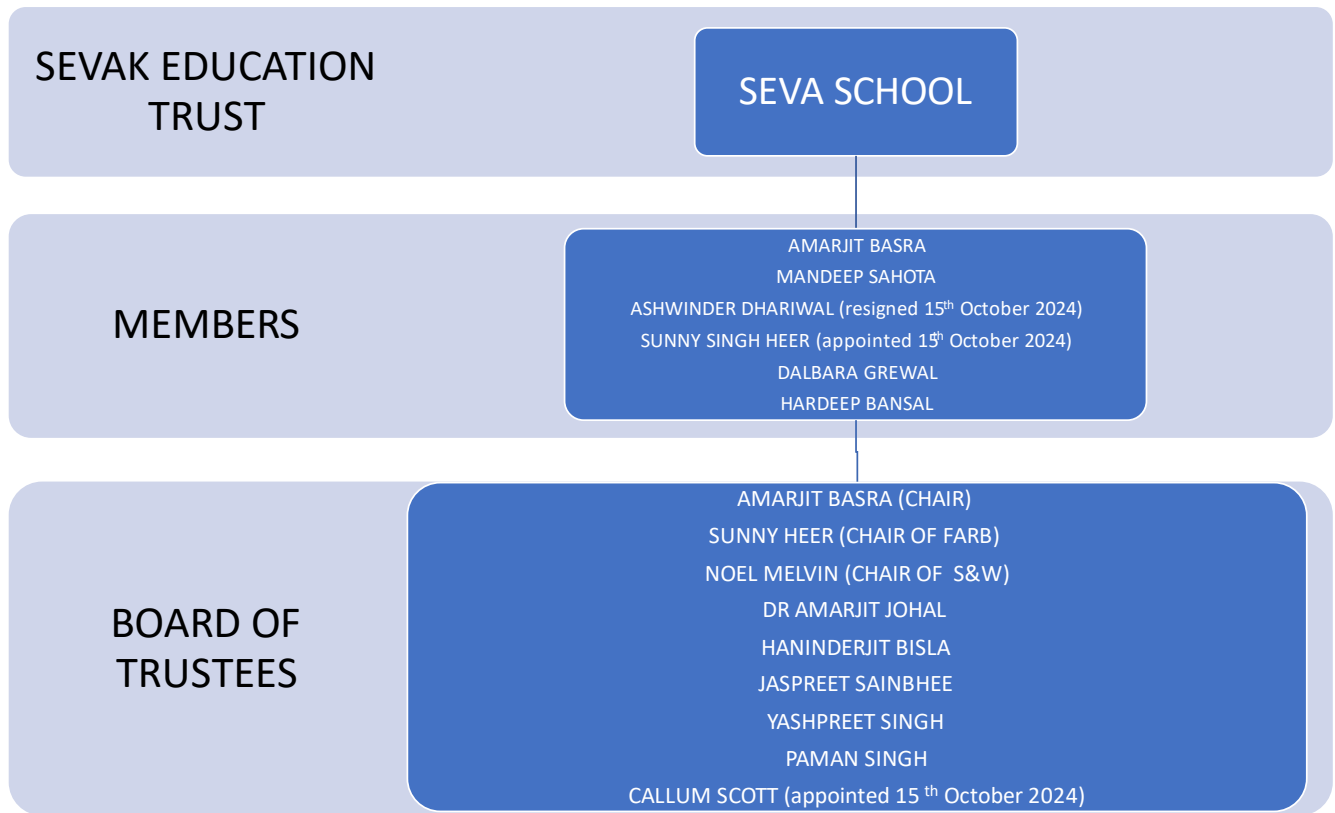 SEVAK EDUCATION
TRUST
SEVA SCHOOL
MEMBERS
AMARJIT BASRA
MANDEEP SAHOTA
ASHWINDER DHARIWAL (resigned 15th October 2024)
SUNNY SINGH HEER (appointed 15th October 2024)
DALBARA GREWAL
HARDEEP BANSAL
BOARD OF
TRUSTEES
AMARJIT BASRA (CHAIR)
SUNNY HEER (CHAIR OF FARB)
NOEL MELVIN (CHAIR OF S&W)
DR AMARJIT JOHAL
HANINDERJIT BISLA
JASPREET SAINBHEE
YASHPREET SINGH
PAMAN SINGH
CALLUM SCOTT (appointed 15 th October 2024)